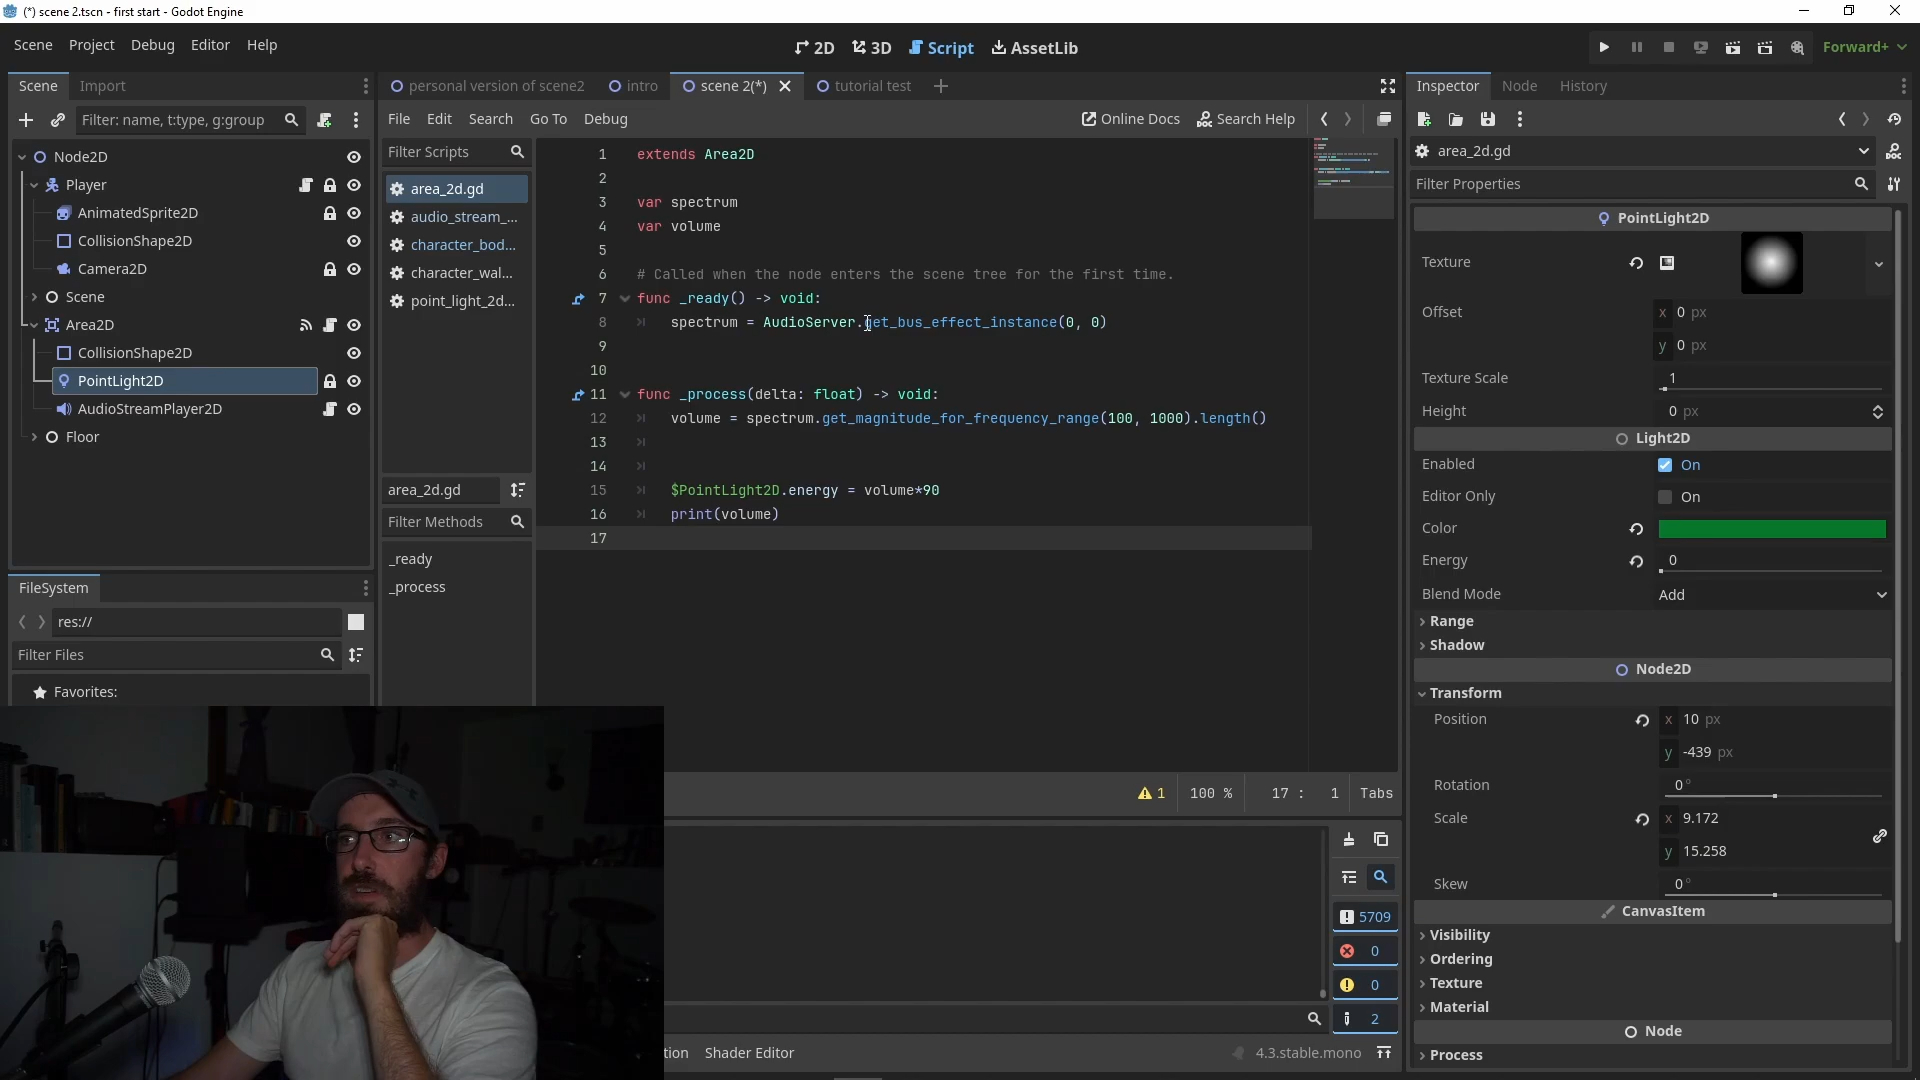 (*) scene 2.tscn - first start - Godot Engine
Scene Project Debug Editor Help
2D 3D Script AssetLib
Forward+
Scene Import
Filter: name, t:type, g:group
Node2D
Player
AnimatedSprite2D
CollisionShape2D
Camera2D
Scene
Area2D
CollisionShape2D
PointLight2D
AudioStreamPlayer2D
Floor
FileSystem
res://
Filter Files
Favorites:
personal version of scene2 intro scene 2(*) tutorial test
File Edit Search Go To Debug
Online Docs Search Help
Filter Scripts
area_2d.gd
audio_stream_...
character_bod...
character_wal...
point_light_2d...
area_2d.gd
Filter Methods
_ready
_process
1 extends Area2D
2
3 var spectrum
4 var volume
5
6 # Called when the node enters the scene tree for the first time.
7 func _ready() -> void:
8 spectrum = AudioServer.get_bus_effect_instance(0, 0)
9
10
11 func _process(delta: float) -> void:
12 volume = spectrum.get_magnitude_for_frequency_range(100, 1000).length()
13
14
15 $PointLight2D.energy = volume*90
16 print(volume)
17
1 100 % 17 : 1 Tabs
5709
0
0
2
tion Shader Editor
4.3.stable.mono
Inspector Node History
area_2d.gd
Filter Properties
PointLight2D
Texture
Offset x 0 px
y 0 px
Texture Scale 1
Height 0 px
Light2D
Enabled On
Editor Only On
Color
Energy 0
Blend Mode Add
Range
Shadow
Node2D
Transform
Position x 10 px
y -439 px
Rotation 0 °
Scale x 9.172
y 15.258
Skew 0 °
CanvasItem
Visibility
Ordering
Texture
Material
Node
Process